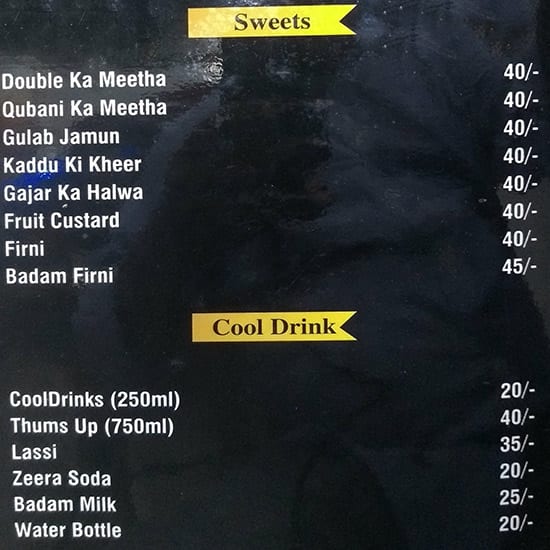 Sweets
Double Ka Meetha 40/-
Qubani Ka Meetha 40/-
Gulab Jamun 40/-
Kaddu Ki Kheer 40/-
Gajar Ka Halwa 40/-
Fruit Custard 40/-
Firni 40/-
Badam Firni 45/-
Cool Drink
CoolDrinks (250ml) 20/-
Thums Up (750ml) 40/-
Lassi 35/-
Zeera Soda 20/-
Badam Milk 25/-
Water Bottle 20/-